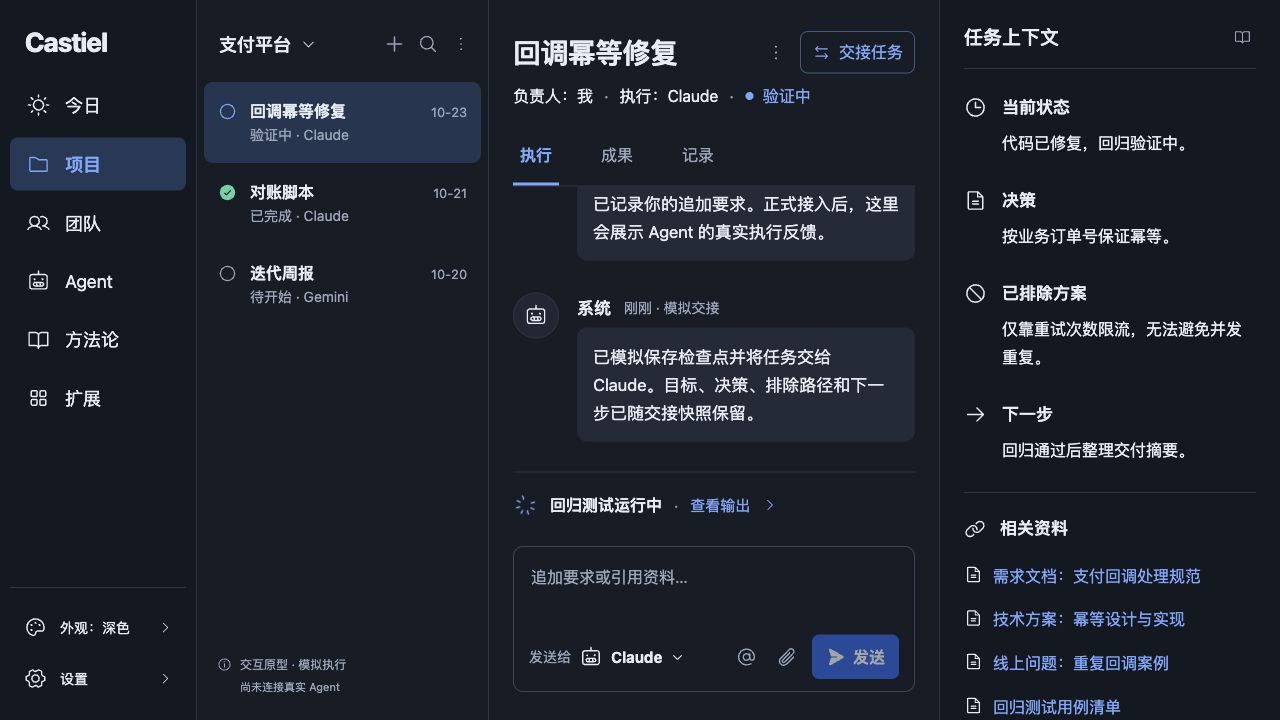 Castiel
今日
项目
团队
Agent
方法论
扩展
外观：深色
设置
支付平台
回调幂等修复 10-23
验证中 · Claude
对账脚本 10-21
已完成 · Claude
迭代周报 10-20
待开始 · Gemini
交互原型 · 模拟执行
尚未连接真实 Agent
回调幂等修复
交接任务
负责人：我 · 执行：Claude · 验证中
执行 成果 记录
已记录你的追加要求。正式接入后，这里
会展示 Agent 的真实执行反馈。
系统 刚刚 · 模拟交接
已模拟保存检查点并将任务交给
Claude。目标、决策、排除路径和下一
步已随交接快照保留。
回归测试运行中 · 查看输出
追加要求或引用资料...
发送给 Claude 发送
任务上下文
当前状态
代码已修复，回归验证中。
决策
按业务订单号保证幂等。
已排除方案
仅靠重试次数限流，无法避免并发
重复。
下一步
回归通过后整理交付摘要。
相关资料
需求文档：支付回调处理规范
技术方案：幂等设计与实现
线上问题：重复回调案例
回归测试用例清单